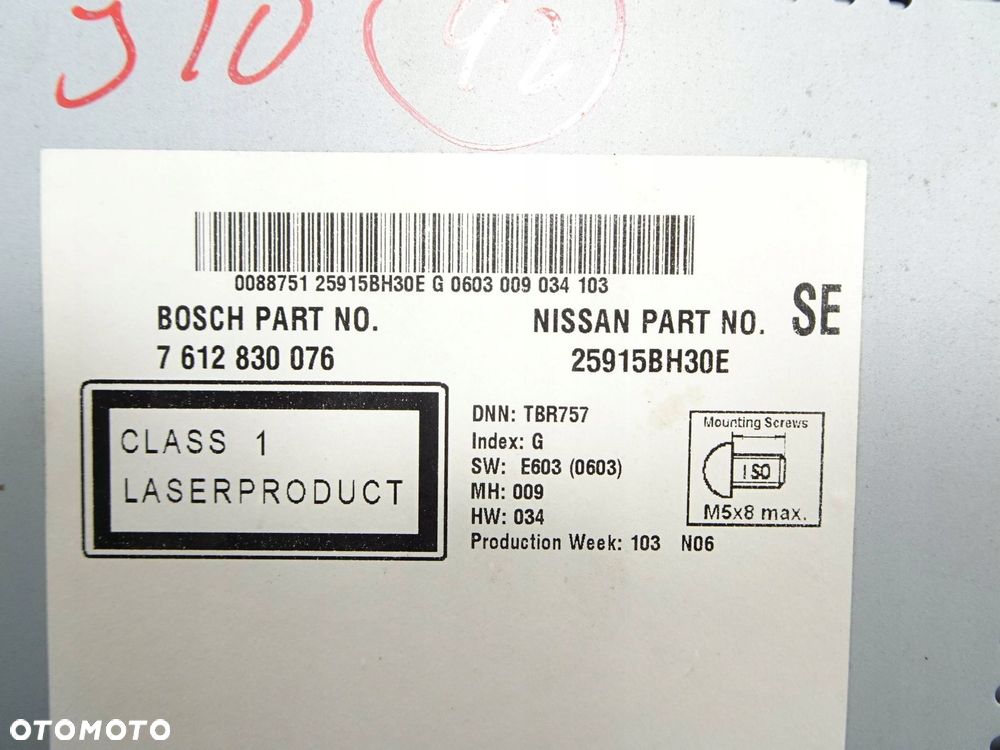 J10 42
0088751 25915BH30E G 0603 009 034 103
BOSCH PART NO.
7 612 830 076
NISSAN PART NO.
25915BH30E
SE
CLASS 1
LASERPRODUCT
DNN: TBR757
Index: G
SW: E603 (0603)
MH: 009
HW: 034
Production Week: 103 N06
Mounting Screws
ISO
M5x8 max.
OTOMOTO